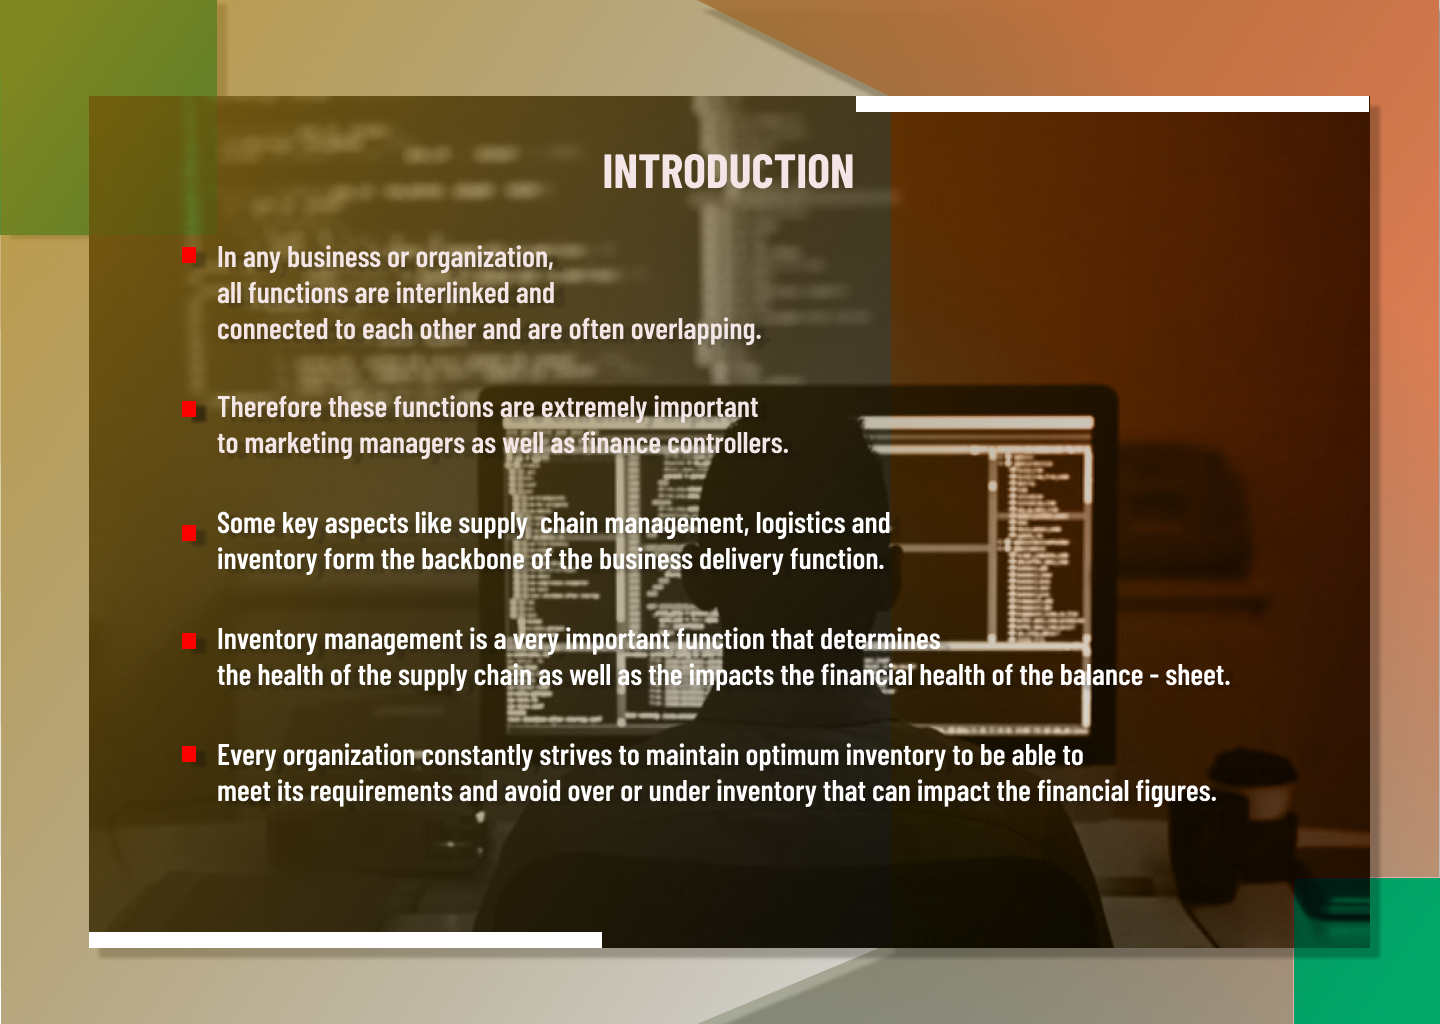 INTRODUCTION
In any business or organization,
all functions are interlinked and
connected to each other and are often overlapping.
Therefore these functions are extremely important
to marketing managers as well as finance controllers.
Some key aspects like supply  chain management, logistics and
inventory form the backbone of the business delivery function.
Inventory management is a very important function that determines
the health of the supply chain as well as the impacts the financial health of the balance - sheet.
Every organization constantly strives to maintain optimum inventory to be able to
meet its requirements and avoid over or under inventory that can impact the financial figures.